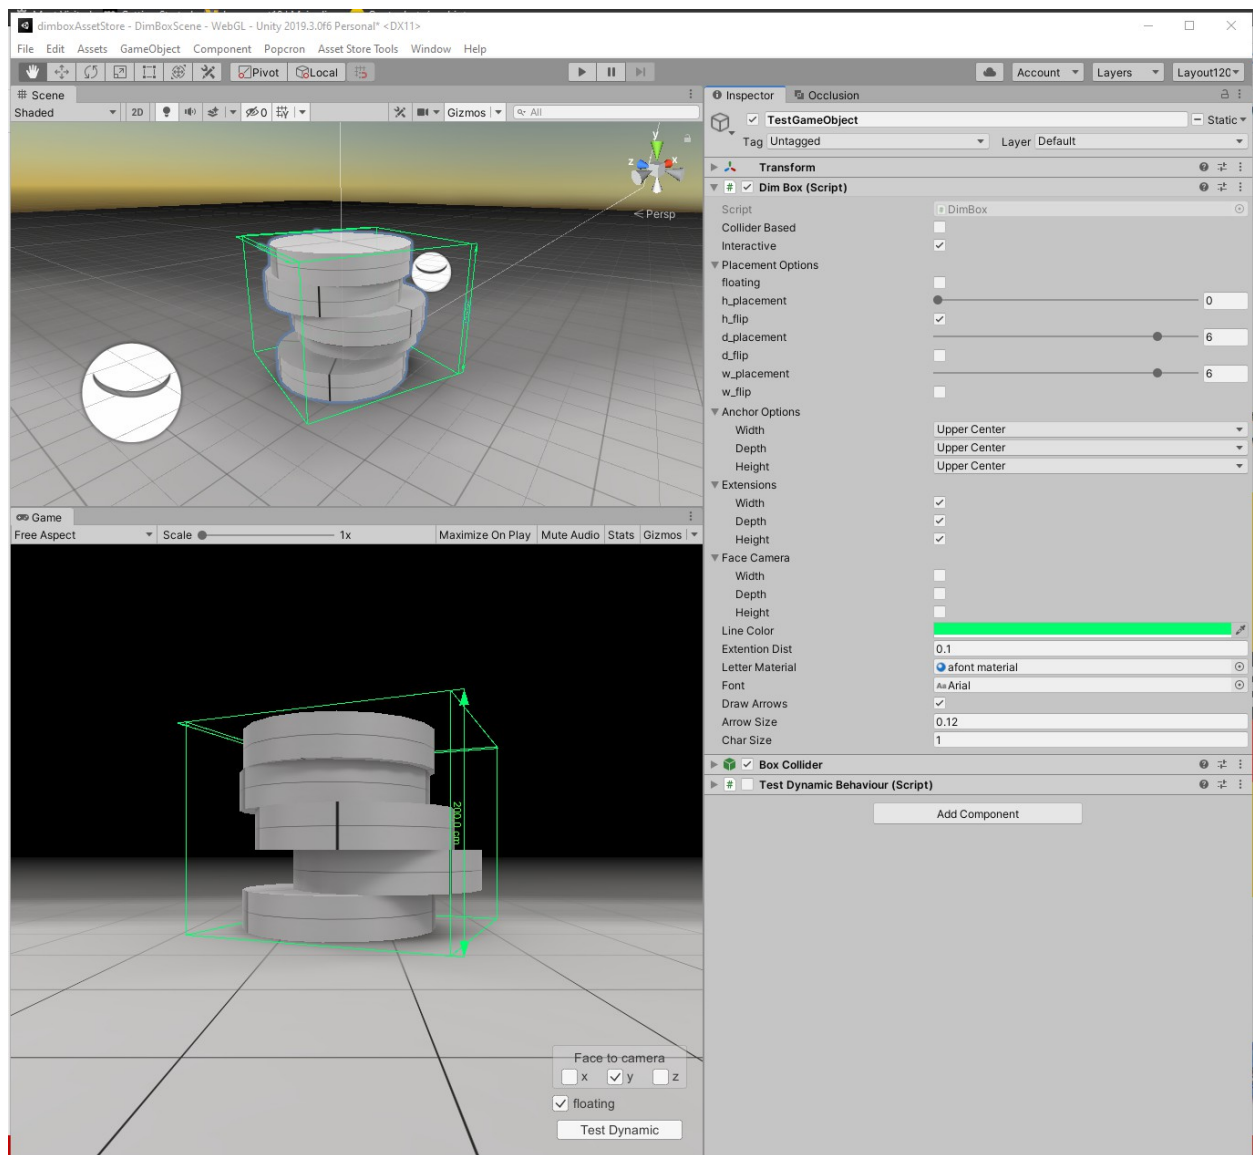 dimboxAssetStore - DimBoxScene - WebGL - Unity 2019.3.0f6 Personal* <DX11>
File Edit Assets GameObject Component Popcron Asset Store Tools Window Help
Pivot Local Account Layers Layout120
Scene
Shaded 2D 0 Gizmos All
y
z x
Persp
Inspector Occlusion
TestGameObject Static
Tag Untagged Layer Default
Transform
# Dim Box (Script)
Script # DimBox
Collider Based
Interactive
Placement Options
floating
h_placement 0
h_flip
d_placement 6
d_flip
w_placement 6
w_flip
Anchor Options
Width Upper Center
Depth Upper Center
Height Upper Center
Extensions
Width
Depth
Height
Face Camera
Width
Depth
Height
Line Color
Extention Dist 0.1
Letter Material afont material
Font Aa Arial
Draw Arrows
Arrow Size 0.12
Char Size 1
Box Collider
# Test Dynamic Behaviour (Script)
Add Component
Game
Free Aspect Scale 1x Maximize On Play Mute Audio Stats Gizmos
200.0 cm
Face to camera
x y z
floating
Test Dynamic